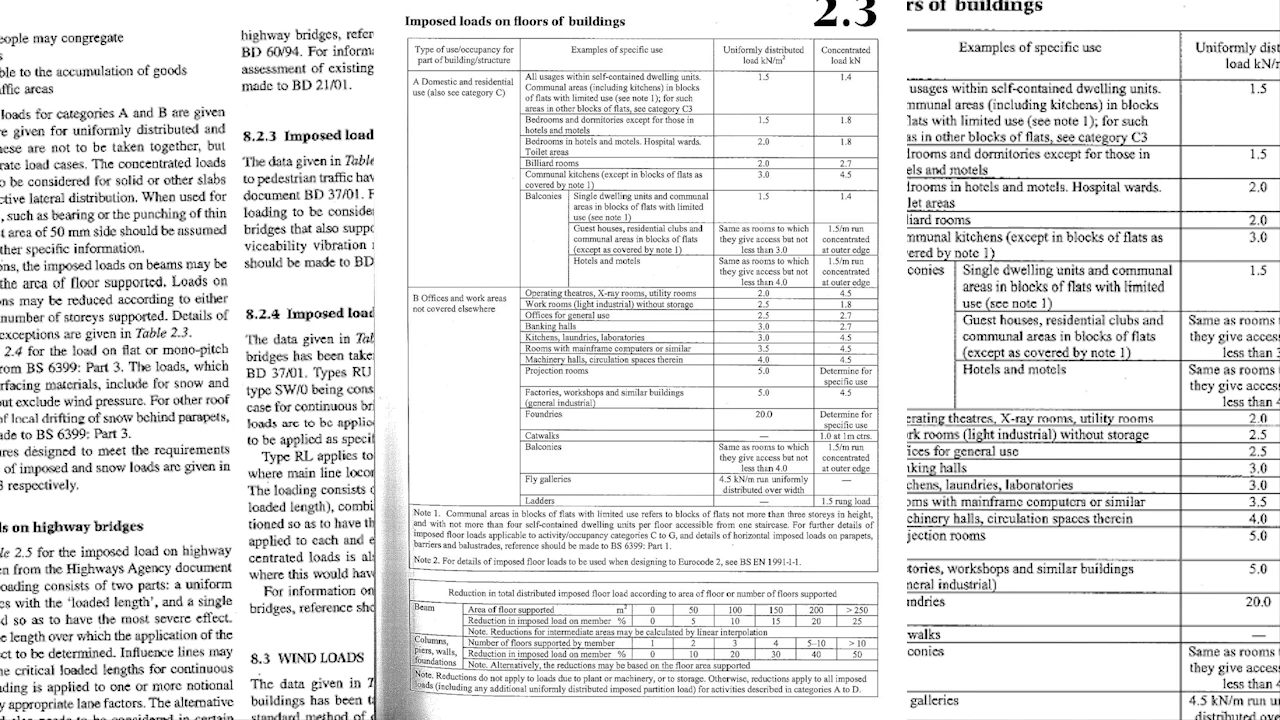 eople may congregate
ble to the accumulation of goods
affic areas
loads for categories A and B are given
re given for uniformly distributed and
hese are not to be taken together, but
rate load cases. The concentrated loads
o be considered for solid or other slabs
ctive lateral distribution. When used for
, such as bearing or the punching of thin
t area of 50 mm side should be assumed
ther specific information.
ons, the imposed loads on beams may be
the area of floor supported. Loads on
ns may be reduced according to either
number of storeys supported. Details of
exceptions are given in Table 2.3.
2.4 for the load on flat or mono-pitch
rom BS 6399: Part 3. The loads, which
rfacing materials, include for snow and
out exclude wind pressure. For other roof
of local drifting of snow behind parapets,
ade to BS 6399: Part 3.
res designed to meet the requirements
of imposed and snow loads are given in
3 respectively.
ls on highway bridges
le 2.5 for the imposed load on highway
en from the Highways Agency document
oading consists of two parts: a uniform
es with the 'loaded length', and a single
d so as to have the most severe effect.
e length over which the application of the
ct to be determined. Influence lines may
e critical loaded lengths for continuous
ading is applied to one or more notional
y appropriate lane factors. The alternative
highway bridges, refer
BD 60/94. For informa
assessment of existing
made to BD 21/01.
8.2.3 Imposed load
The data given in Table
to pedestrian traffic hav
document BD 37/01. F
loading to be conside
bridges that also suppo
viceability vibration
should be made to BD
8.2.4 Imposed load
The data given in Tab
bridges has been take
BD 37/01. Types RU
type SW/0 being cons
case for continuous bri
loads are to be applie
to be applied as specif
Type RL applies to
where main line locor
The loading consists o
loaded length), combi
tioned so as to have th
applied to each and e
centrated loads is al
where this would have
For information on
bridges, reference sho
8.3 WIND LOADS
The data given in T
buildings has been ta
standard method of
Imposed loads on floors of buildings 2.3
Type of use/occupancy for part of building/structure Examples of specific use Uniformly distributed load kN/m² Concentrated load kN
A Domestic and residential use (also see category C)
All usages within self-contained dwelling units. 1.5 1.4
Communal areas (including kitchens) in blocks
of flats with limited use (see note 1); for such
areas in other blocks of flats, see category C3
Bedrooms and dormitories except for those in 1.5 1.8
hotels and motels
Bedrooms in hotels and motels. Hospital wards. 2.0 1.8
Toilet areas
Billiard rooms 2.0 2.7
Communal kitchens (except in blocks of flats as 3.0 4.5
covered by note 1)
Balconies Single dwelling units and communal 1.5 1.4
areas in blocks of flats with limited
use (see note 1)
Guest houses, residential clubs and Same as rooms to which 1.5/m run
communal areas in blocks of flats they give access but not concentrated
(except as covered by note 1) less than 3.0 at outer edge
Hotels and motels Same as rooms to which 1.5/m run
they give access but not concentrated
less than 4.0 at outer edge
B Offices and work areas not covered elsewhere
Operating theatres, X-ray rooms, utility rooms 2.0 4.5
Work rooms (light industrial) without storage 2.5 1.8
Offices for general use 2.5 2.7
Banking halls 3.0 2.7
Kitchens, laundries, laboratories 3.0 4.5
Rooms with mainframe computers or similar 3.5 4.5
Machinery halls, circulation spaces therein 4.0 4.5
Projection rooms 5.0 Determine for
specific use
Factories, workshops and similar buildings 5.0 4.5
(general industrial)
Foundries 20.0 Determine for
specific use
Catwalks — 1.0 at 1m ctrs.
Balconies Same as rooms to which 1.5/m run
they give access but not concentrated
less than 4.0 at outer edge
Fly galleries 4.5 kN/m run uniformly —
distributed over width
Ladders — 1.5 rung load
Note 1. Communal areas in blocks of flats with limited use refers to blocks of flats not more than three storeys in height,
and with not more than four self-contained dwelling units per floor accessible from one staircase. For further details of
imposed floor loads applicable to activity/occupancy categories C to G, and details of horizontal imposed loads on parapets,
barriers and balustrades, reference should be made to BS 6399: Part 1.
Note 2. For details of imposed floor loads to be used when designing to Eurocode 2, see BS EN 1991-1-1.
Reduction in total distributed imposed floor load according to area of floor or number of floors supported
Beam Area of floor supported m² 0 50 100 150 200 > 250
Reduction in imposed load on member % 0 5 10 15 20 25
Note. Reductions for intermediate areas may be calculated by linear interpolation
Columns, piers, walls, foundations
Number of floors supported by member 1 2 3 4 5–10 > 10
Reduction in imposed load on member % 0 10 20 30 40 50
Note. Alternatively, the reductions may be based on the floor area supported
Note. Reductions do not apply to loads due to plant or machinery, or to storage. Otherwise, reductions apply to all imposed
loads (including any additional uniformly distributed imposed partition load) for activities described in categories A to D.
rs of buildings
Examples of specific use Uniformly dist
load kN/r
usages within self-contained dwelling units. 1.5
mmunal areas (including kitchens) in blocks
lats with limited use (see note 1); for such
as in other blocks of flats, see category C3
drooms and dormitories except for those in 1.5
els and motels
drooms in hotels and motels. Hospital wards. 2.0
let areas
liard rooms 2.0
mmunal kitchens (except in blocks of flats as 3.0
vered by note 1)
conies Single dwelling units and communal 1.5
areas in blocks of flats with limited
use (see note 1)
Guest houses, residential clubs and Same as rooms t
communal areas in blocks of flats they give access
(except as covered by note 1) less than 3
Hotels and motels Same as rooms
they give access
less than 4
erating theatres, X-ray rooms, utility rooms 2.0
rk rooms (light industrial) without storage 2.5
ices for general use 2.5
nking halls 3.0
chens, laundries, laboratories 3.0
oms with mainframe computers or similar 3.5
chinery halls, circulation spaces therein 4.0
jection rooms 5.0
tories, workshops and similar buildings 5.0
neral industrial)
ndries 20.0
walks —
conies Same as rooms
they give access
less than 4
galleries 4.5 kN/m run u
distributed o